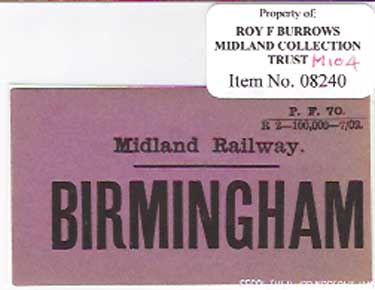 Property of:
ROY F BURROWS
MIDLAND COLLECTION
TRUST M104
Item No. 08240
P. F. 70.
R 2—100,000—7/02.
Midland Railway.
BIRMINGHAM